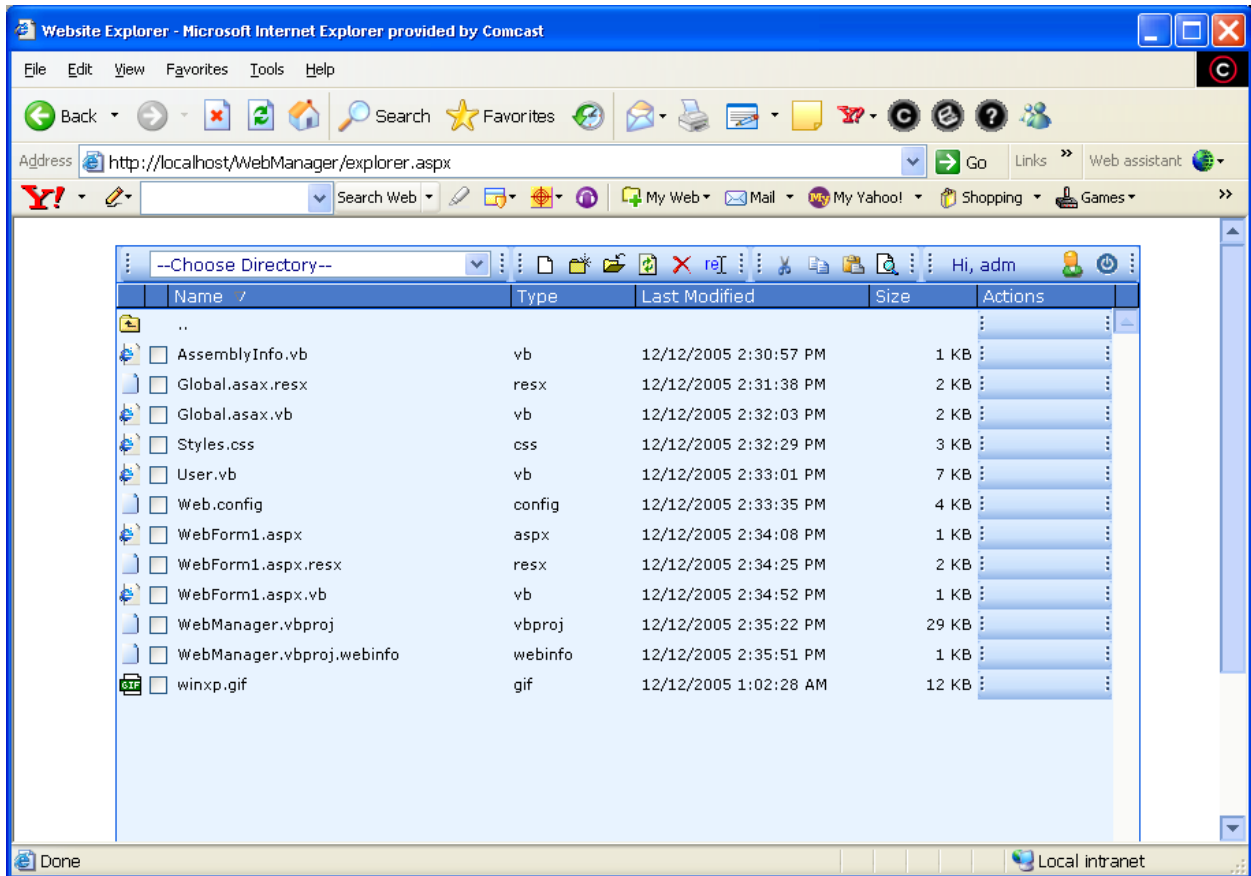 Website Explorer - Microsoft Internet Explorer provided by Comcast
File Edit View Favorites Tools Help
Back Search Favorites
Address http://localhost/WebManager/explorer.aspx Go Links » Web assistant
Y! Search Web My Web Mail My Yahoo! Shopping Games »
--Choose Directory-- Hi, adm
Name Type Last Modified Size Actions
..
AssemblyInfo.vb vb 12/12/2005 2:30:57 PM 1 KB
Global.asax.resx resx 12/12/2005 2:31:38 PM 2 KB
Global.asax.vb vb 12/12/2005 2:32:03 PM 2 KB
Styles.css css 12/12/2005 2:32:29 PM 3 KB
User.vb vb 12/12/2005 2:33:01 PM 7 KB
Web.config config 12/12/2005 2:33:35 PM 4 KB
WebForm1.aspx aspx 12/12/2005 2:34:08 PM 1 KB
WebForm1.aspx.resx resx 12/12/2005 2:34:25 PM 2 KB
WebForm1.aspx.vb vb 12/12/2005 2:34:52 PM 1 KB
WebManager.vbproj vbproj 12/12/2005 2:35:22 PM 29 KB
WebManager.vbproj.webinfo webinfo 12/12/2005 2:35:51 PM 1 KB
GIF winxp.gif gif 12/12/2005 1:02:28 AM 12 KB
Done Local intranet